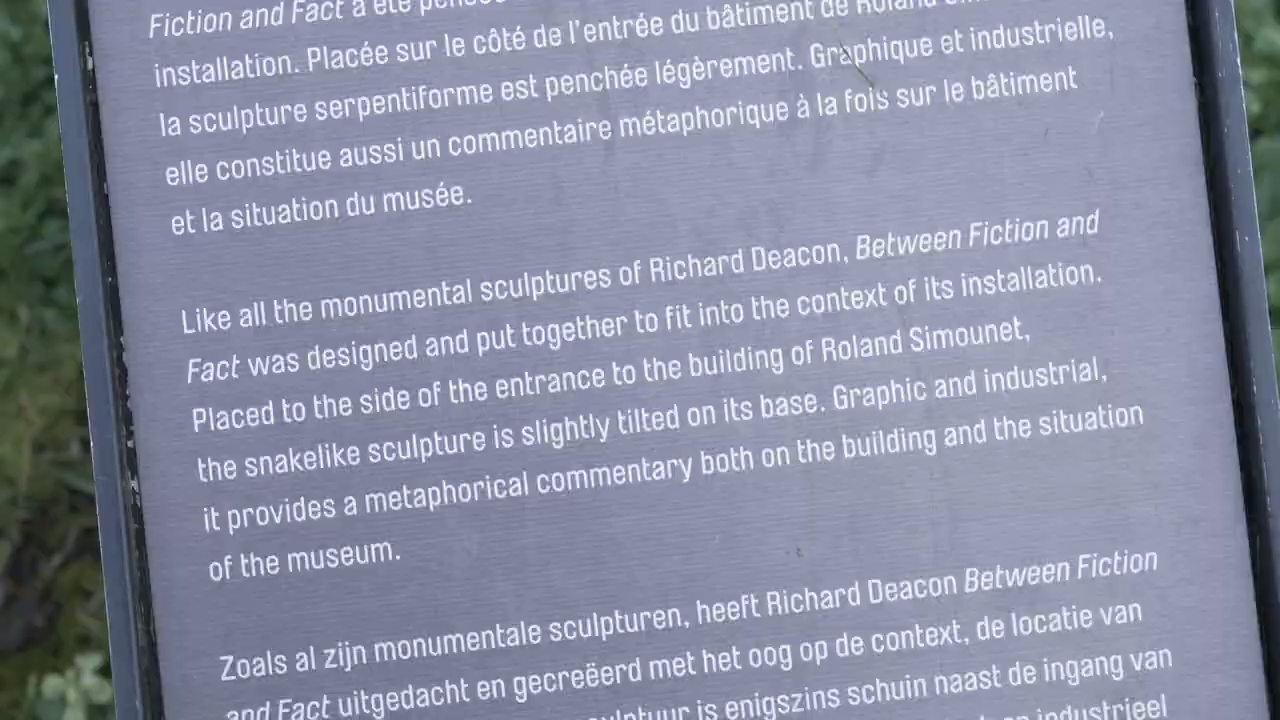 Fiction and Fact a été
installation. Placée sur le côté de l'entrée du bâtiment de Roland
la sculpture serpentiforme est penchée légèrement. Graphique et industrielle,
elle constitue aussi un commentaire métaphorique à la fois sur le bâtiment
et la situation du musée.
Like all the monumental sculptures of Richard Deacon, Between Fiction and
Fact was designed and put together to fit into the context of its installation.
Placed to the side of the entrance to the building of Roland Simounet,
the snakelike sculpture is slightly tilted on its base. Graphic and industrial,
it provides a metaphorical commentary both on the building and the situation
of the museum.
Zoals al zijn monumentale sculpturen, heeft Richard Deacon Between Fiction
and Fact uitgedacht en gecreëerd met het oog op de context, de locatie van
is enigszins schuin naast de ingang van
industrieel